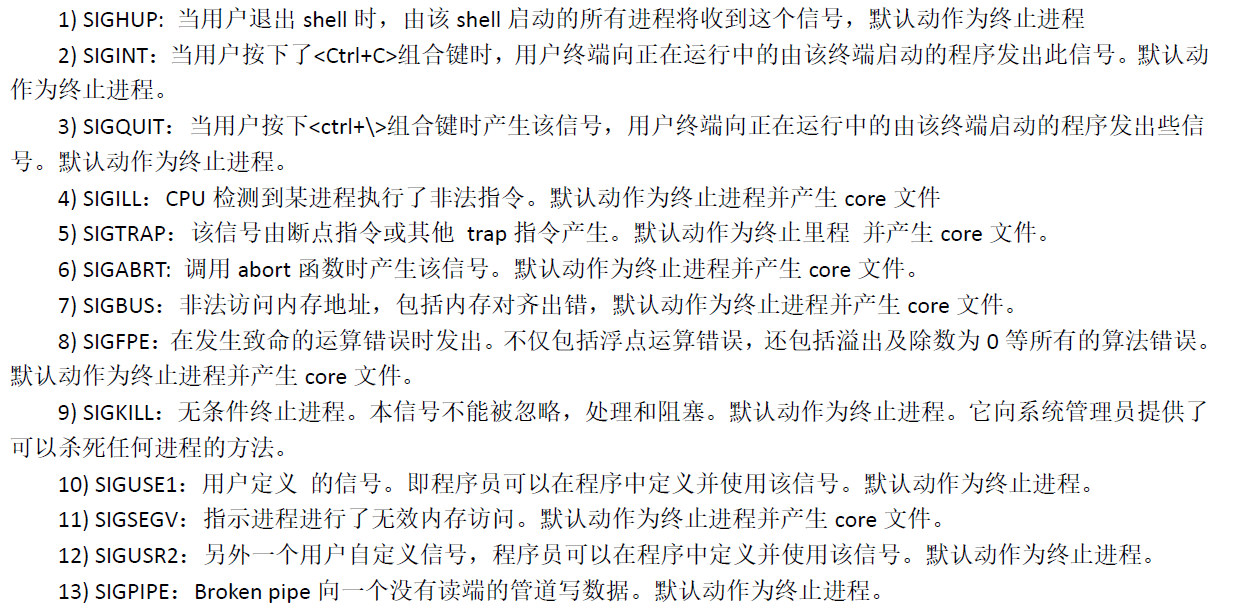 1) SIGHUP: 当用户退出 shell 时，由该 shell 启动的所有进程将收到这个信号，默认动作为终止进程
2) SIGINT：当用户按下了<Ctrl+C>组合键时，用户终端向正在运行中的由该终端启动的程序发出此信号。默认动
作为终止进程。
3) SIGQUIT：当用户按下<ctrl+\>组合键时产生该信号，用户终端向正在运行中的由该终端启动的程序发出些信
号。默认动作为终止进程。
4) SIGILL：CPU 检测到某进程执行了非法指令。默认动作为终止进程并产生 core 文件
5) SIGTRAP：该信号由断点指令或其他 trap 指令产生。默认动作为终止里程 并产生 core 文件。
6) SIGABRT: 调用 abort 函数时产生该信号。默认动作为终止进程并产生 core 文件。
7) SIGBUS：非法访问内存地址，包括内存对齐出错，默认动作为终止进程并产生 core 文件。
8) SIGFPE：在发生致命的运算错误时发出。不仅包括浮点运算错误，还包括溢出及除数为 0 等所有的算法错误。
默认动作为终止进程并产生 core 文件。
9) SIGKILL：无条件终止进程。本信号不能被忽略，处理和阻塞。默认动作为终止进程。它向系统管理员提供了
可以杀死任何进程的方法。
10) SIGUSE1：用户定义 的信号。即程序员可以在程序中定义并使用该信号。默认动作为终止进程。
11) SIGSEGV：指示进程进行了无效内存访问。默认动作为终止进程并产生 core 文件。
12) SIGUSR2：另外一个用户自定义信号，程序员可以在程序中定义并使用该信号。默认动作为终止进程。
13) SIGPIPE：Broken pipe 向一个没有读端的管道写数据。默认动作为终止进程。